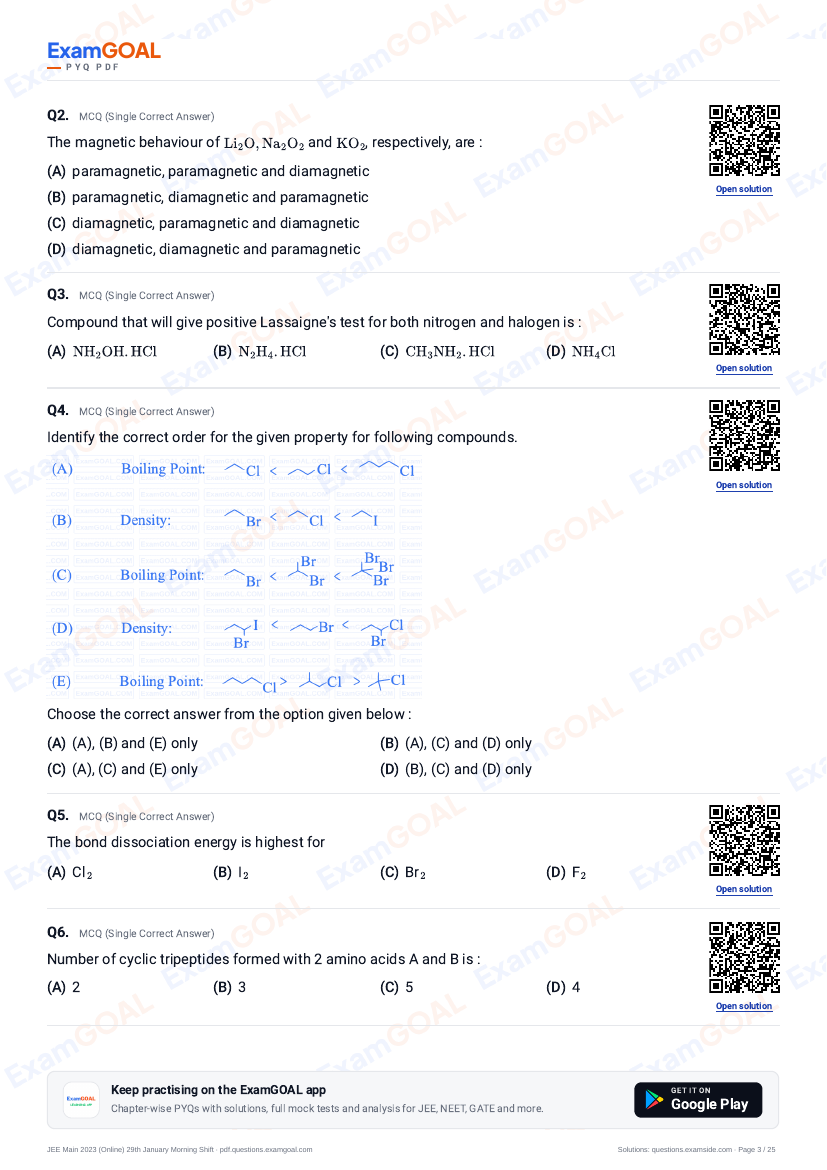 ExamGOAL
PYQ PDF
Q2. MCQ (Single Correct Answer)
The magnetic behaviour of Li₂O, Na₂O₂ and KO₂, respectively, are :
(A) paramagnetic, paramagnetic and diamagnetic
(B) paramagnetic, diamagnetic and paramagnetic
(C) diamagnetic, paramagnetic and diamagnetic
(D) diamagnetic, diamagnetic and paramagnetic
Open solution
Q3. MCQ (Single Correct Answer)
Compound that will give positive Lassaigne's test for both nitrogen and halogen is :
(A) NH₂OH. HCl (B) N₂H₄. HCl (C) CH₃NH₂. HCl (D) NH₄Cl
Open solution
Q4. MCQ (Single Correct Answer)
Identify the correct order for the given property for following compounds.
Open solution
(A) Boiling Point: Cl < Cl < Cl
(B) Density: Br < Cl < I
(C) Boiling Point: Br < Br Br < Br Br Br
(D) Density: I Br < Br < Cl Br
(E) Boiling Point: Cl > Cl > Cl
Choose the correct answer from the option given below :
(A) (A), (B) and (E) only (B) (A), (C) and (D) only
(C) (A), (C) and (E) only (D) (B), (C) and (D) only
Q5. MCQ (Single Correct Answer)
The bond dissociation energy is highest for
(A) Cl₂ (B) I₂ (C) Br₂ (D) F₂
Open solution
Q6. MCQ (Single Correct Answer)
Number of cyclic tripeptides formed with 2 amino acids A and B is :
(A) 2 (B) 3 (C) 5 (D) 4
Open solution
ExamGOAL
Keep practising on the ExamGOAL app
Chapter-wise PYQs with solutions, full mock tests and analysis for JEE, NEET, GATE and more.
GET IT ON
Google Play
JEE Main 2023 (Online) 29th January Morning Shift · pdf.questions.examgoal.com Solutions: questions.examside.com · Page 3 / 25